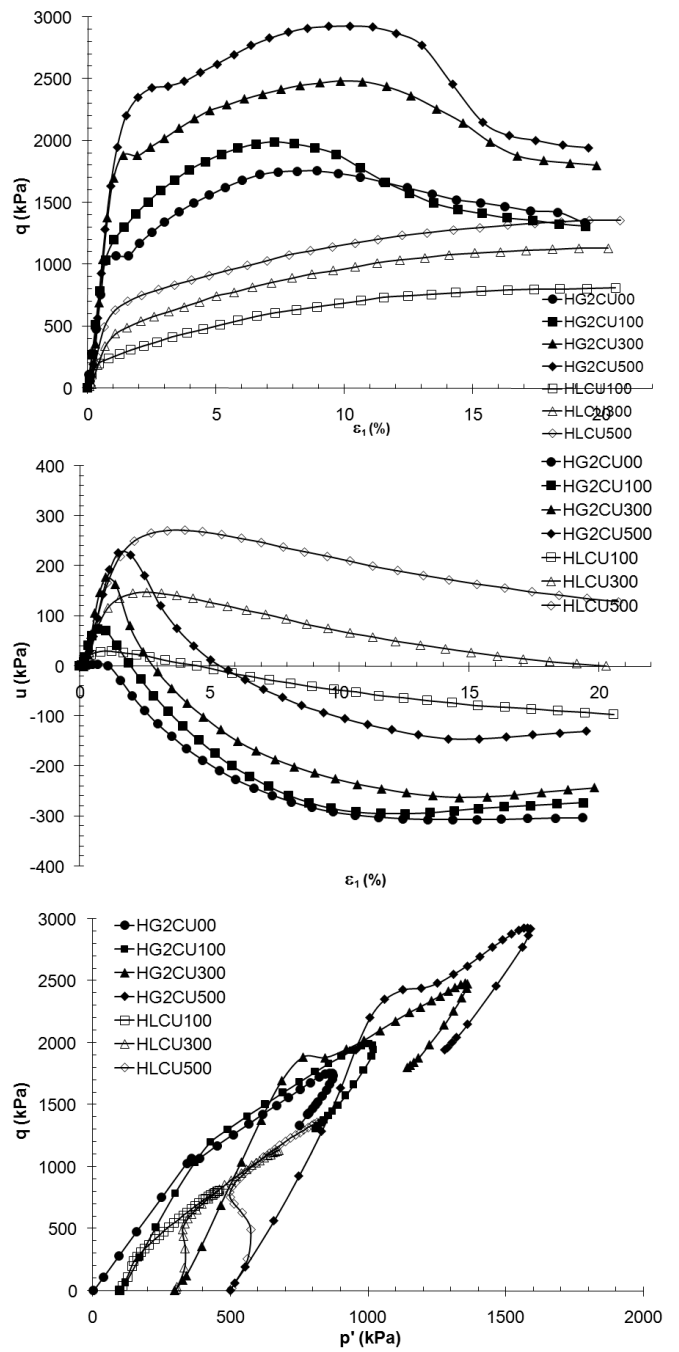 3000
2500
2000
1500
1000
500
0
q (kPa)
0 5 10 15 20
ε1 (%)
HG2CU00
HG2CU100
HG2CU300
HG2CU500
HLCU100
HLCU300
HLCU500
400
300
200
100
0
-100
-200
-300
-400
u (kPa)
0 5 10 15 20
ε1 (%)
HG2CU00
HG2CU100
HG2CU300
HG2CU500
HLCU100
HLCU300
HLCU500
3000
2500
2000
1500
1000
500
0
q (kPa)
HG2CU00
HG2CU100
HG2CU300
HG2CU500
HLCU100
HLCU300
HLCU500
0 500 1000 1500 2000
p' (kPa)